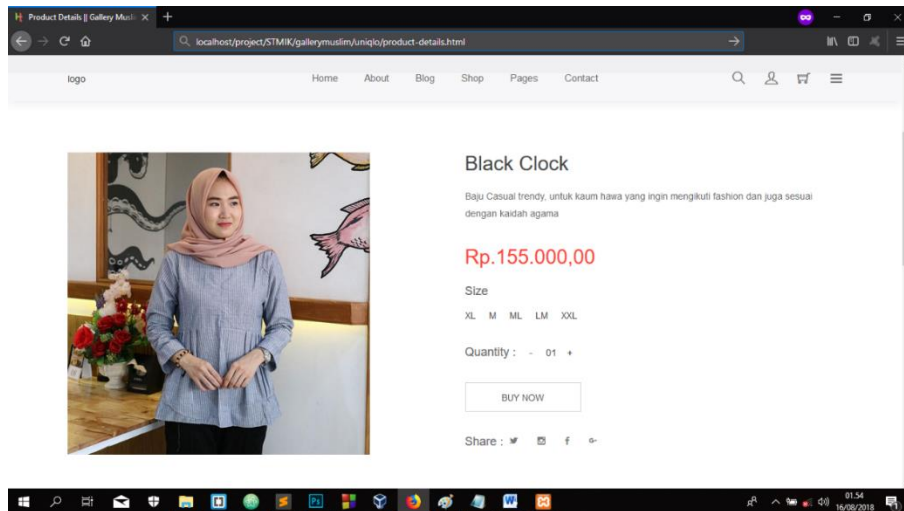 Product Details || Gallery Musli
localhost/project/STMIK/gallerymuslim/uniqlo/product-details.html
logo
Home About Blog Shop Pages Contact
Black Clock
Baju Casual trendy, untuk kaum hawa yang ingin mengikuti fashion dan juga sesuai
dengan kaidah agama
Rp.155.000,00
Size
XL M ML LM XXL
Quantity : - 01 +
BUY NOW
Share :
01.54
16/08/2018